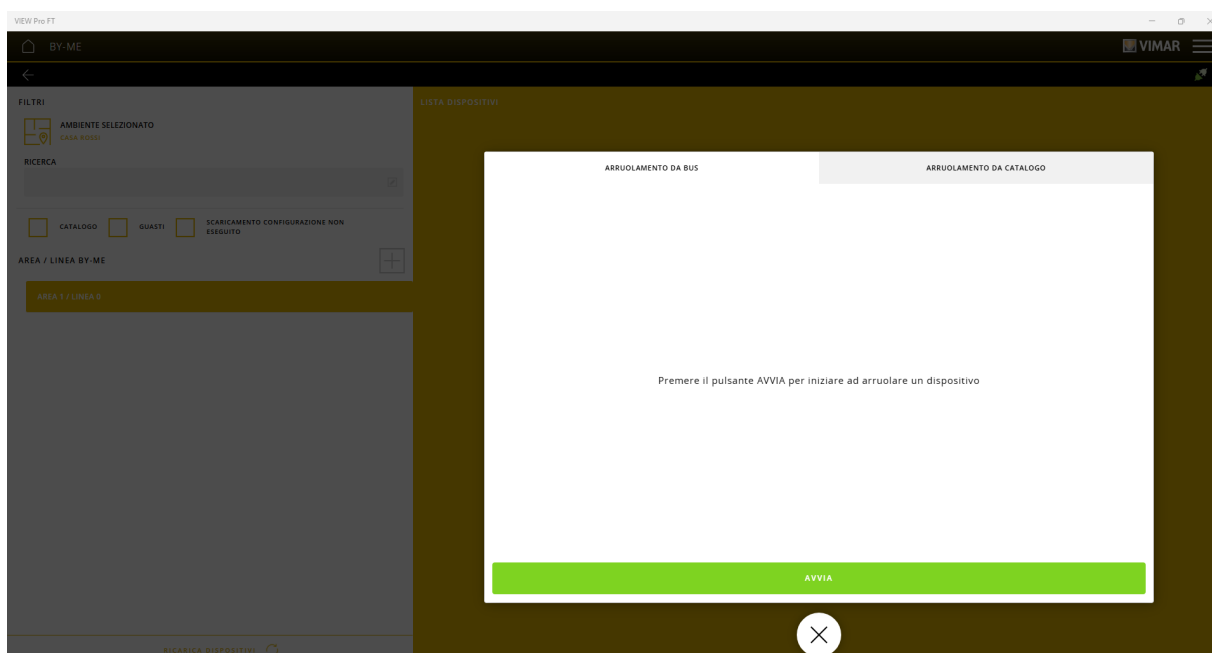 VIEW Pro FT
BY-ME
VIMAR
FILTRI
LISTA DISPOSITIVI
AMBIENTE SELEZIONATO
CASA ROSSI
RICERCA
CATALOGO
GUASTI
SCARICAMENTO CONFIGURAZIONE NON
ESEGUITO
AREA / LINEA BY-ME
AREA 1 / LINEA 0
ARRUOLAMENTO DA BUS
ARRUOLAMENTO DA CATALOGO
Premere il pulsante AVVIA per iniziare ad arruolare un dispositivo
AVVIA
RICARICA DISPOSITIVI